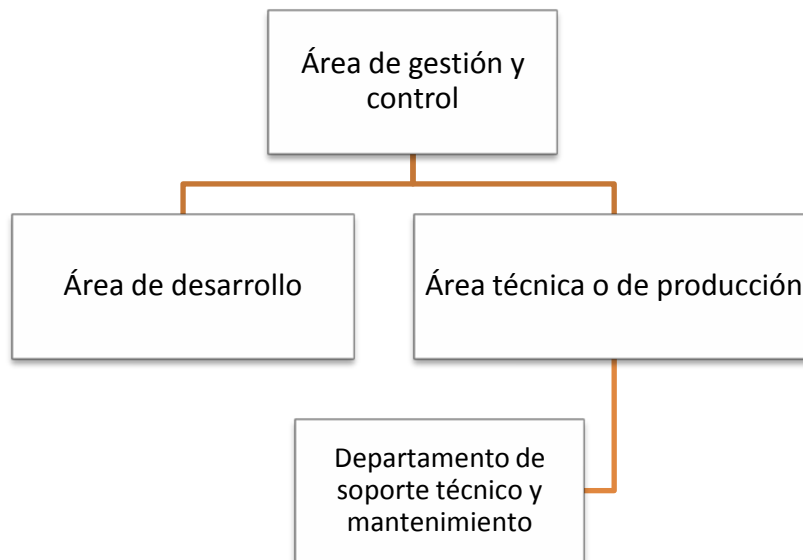 Área de gestión y
control
Área de desarrollo
Área técnica o de producción
Departamento de
soporte técnico y
mantenimiento